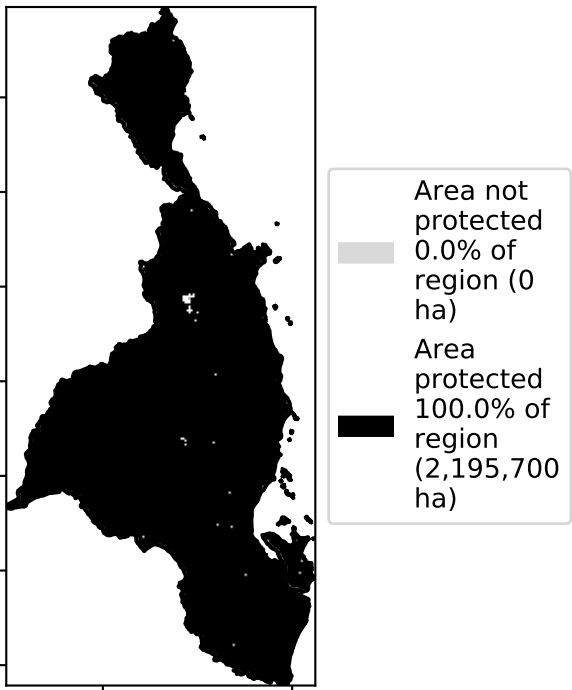 Area not
protected
0.0% of
region (0
ha)
Area
protected
100.0% of
region
(2,195,700
ha)